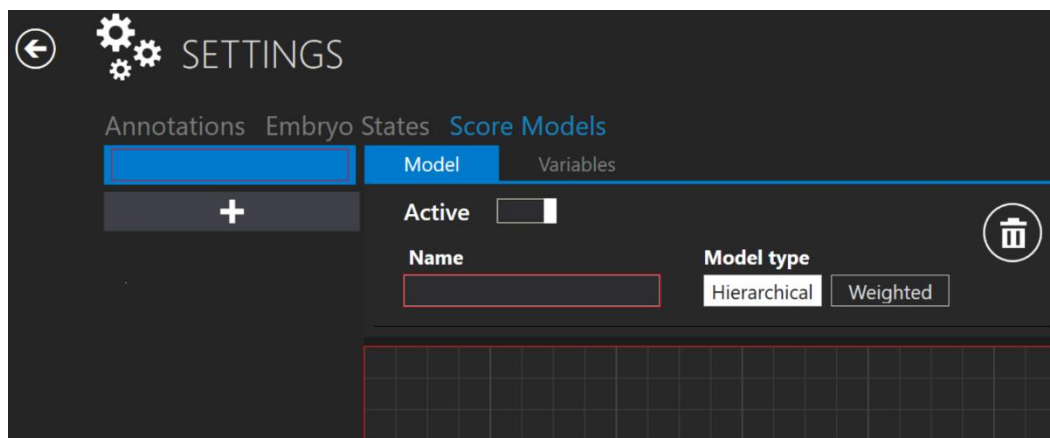 SETTINGS
Annotations Embryo States Score Models
Model Variables
Active
Name Model type
Hierarchical Weighted